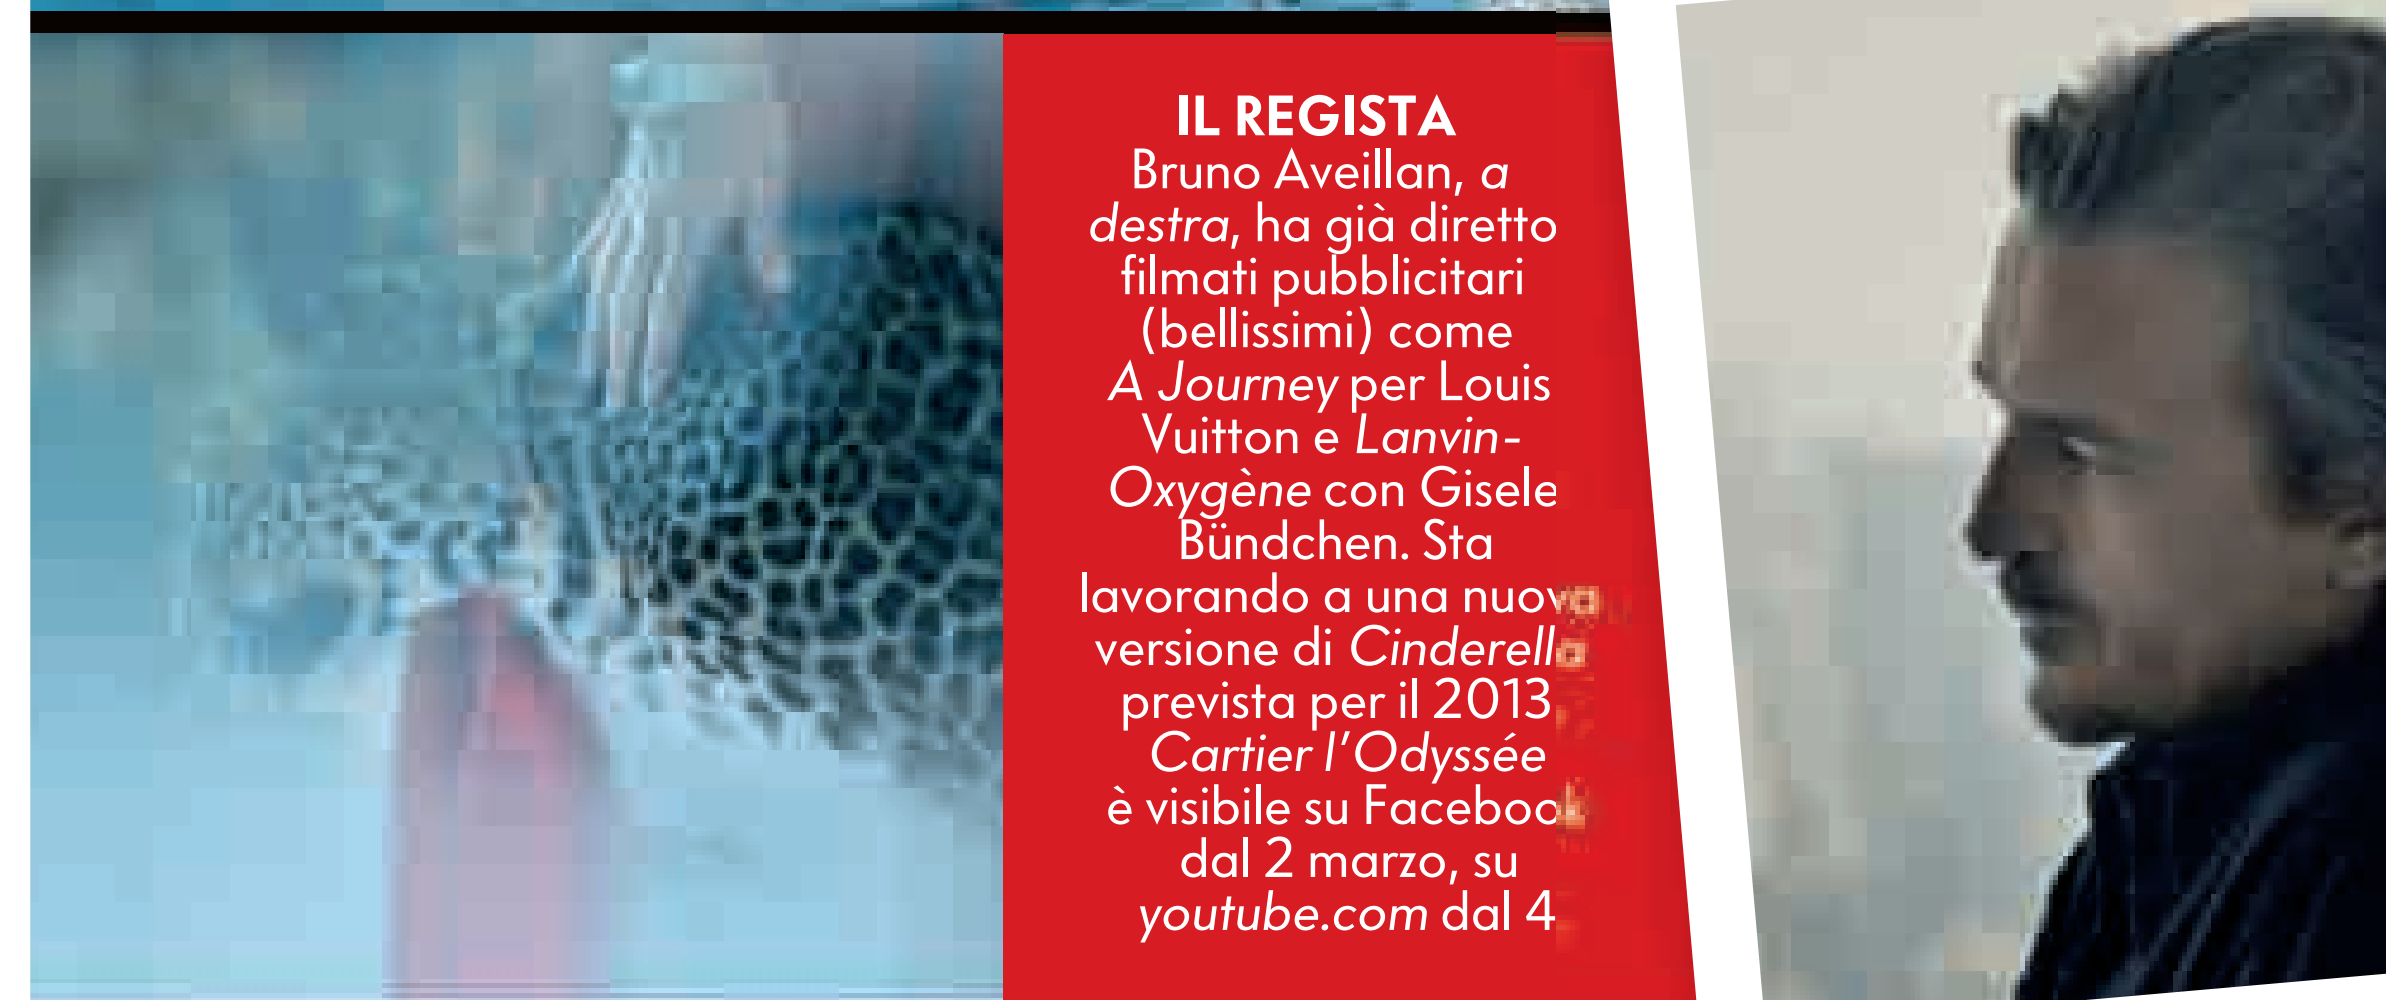 IL REGISTA
Bruno Aveillan, a
destra, ha già diretto
filmati pubblicitari
(bellissimi) come
A Journey per Louis
Vuitton e Lanvin-
Oxygène con Gisele
Bündchen. Sta
lavorando a una nuova
versione di Cinderella
prevista per il 2013
Cartier l’Odyssée
è visibile su Facebook
dal 2 marzo, su
youtube.com dal 4